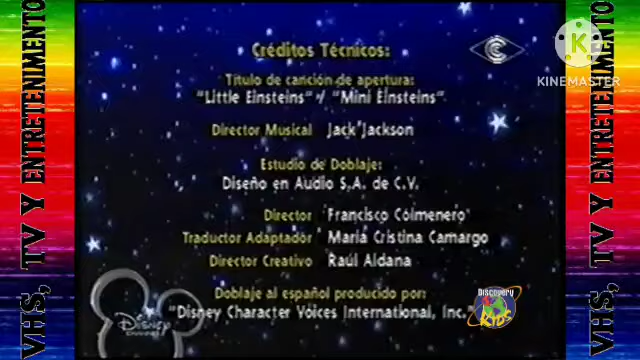 Créditos Técnicos:
Título de canción de apertura:
"Little Einsteins" / "Mini Einsteins"
Director Musical Jack Jackson
Estudio de Doblaje:
Diseño en Audio S.A. de C.V.
Director Francisco Colmenero
Traductor Adaptador María Cristina Camargo
Director Creativo Raúl Aldana
Doblaje al español producido por:
"Disney Character Voices International, Inc."
VHS, TV Y ENTRETENIMENTO
VHS, TV Y ENTRETENIMENTO
KINEMASTER
Disney
CHANNEL
Discovery
KIDS